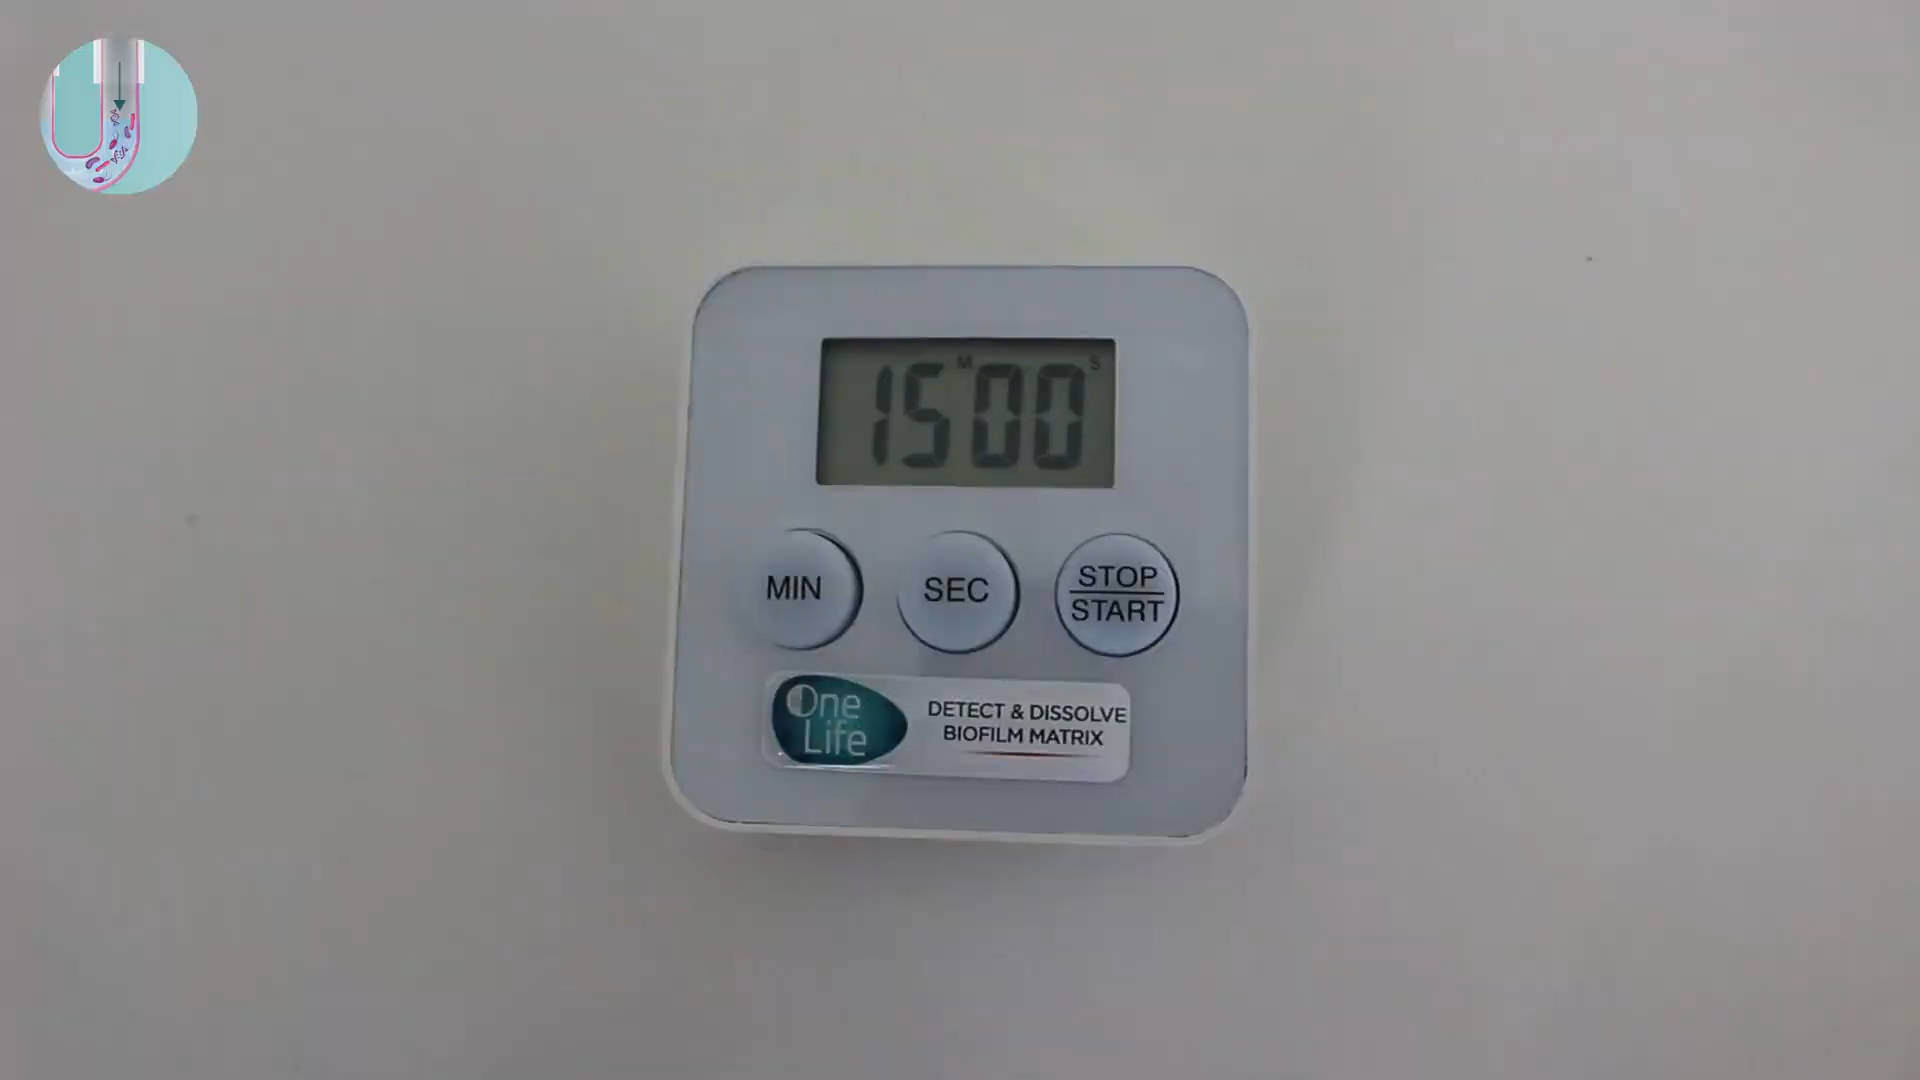 15 M 00 S
MIN
SEC
STOP
START
One
Life
DETECT & DISSOLVE
BIOFILM MATRIX